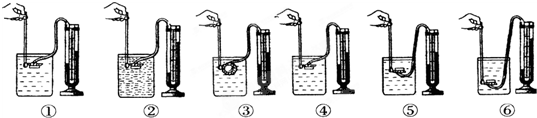 ① ② ③ ④ ⑤ ⑥